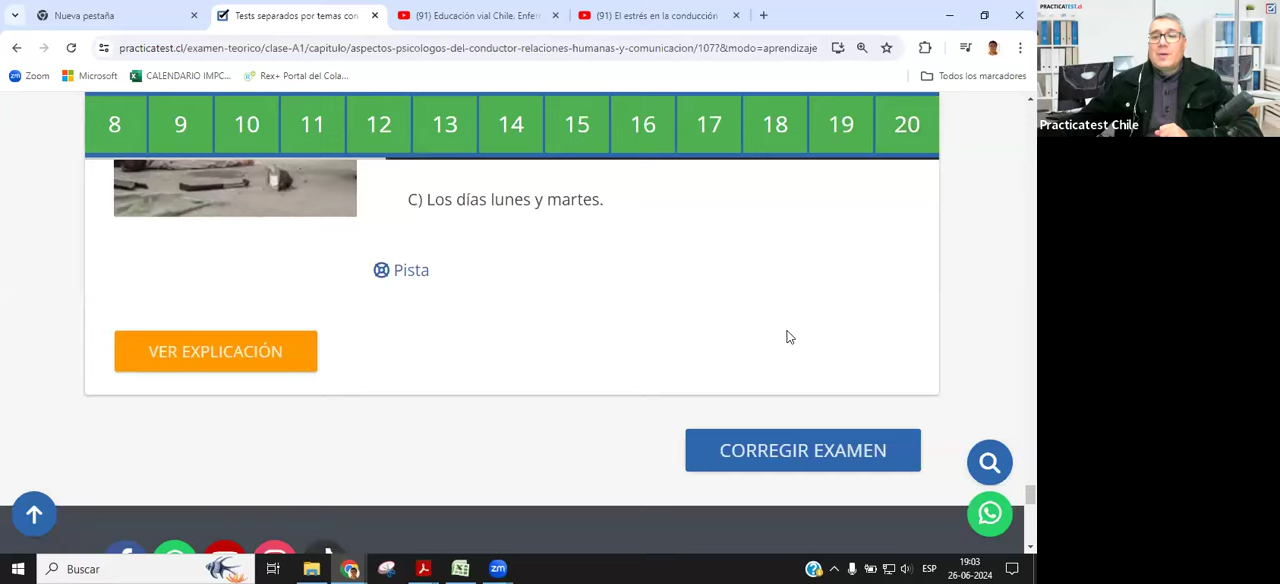 Nueva pestaña
Tests separados por temario
(91) Educación vial Chile: Enfer
(91) El estrés en la conducción
practicatest.cl/examen-teorico/clase-A1/capitulo/aspectos-psicologos-del-conductor-relaciones-humanas-y-comunicacion/107?&modo=aprendizaje
Zoom
Microsoft
CALENDARIO IMPC...
Rex+ Portal del Cola...
Todos los marcadores
PRACTICATEST.cl
Practicatest Chile
8 9 10 11 12 13 14 15 16 17 18 19 20
C) Los días lunes y martes.
Pista
VER EXPLICACIÓN
CORREGIR EXAMEN
Buscar
ESP
19:03
26-06-2024